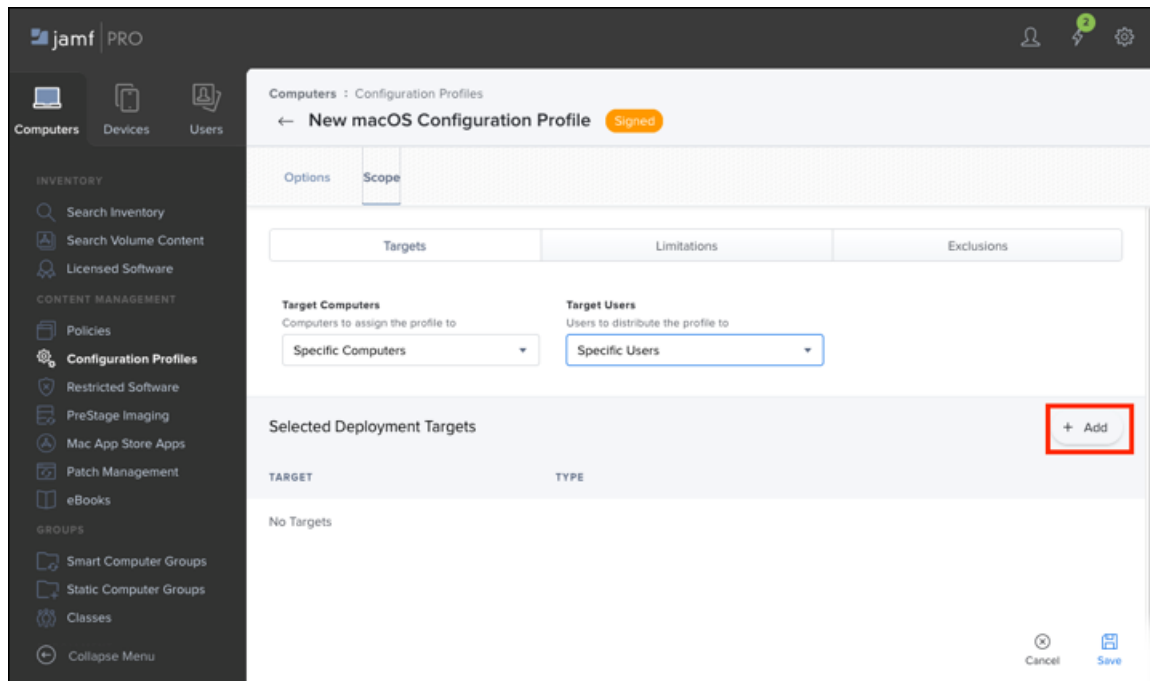 jamf PRO
2
Computers
Devices
Users
INVENTORY
Search Inventory
Search Volume Content
Licensed Software
CONTENT MANAGEMENT
Policies
Configuration Profiles
Restricted Software
PreStage Imaging
Mac App Store Apps
Patch Management
eBooks
GROUPS
Smart Computer Groups
Static Computer Groups
Classes
Collapse Menu
Computers : Configuration Profiles
← New macOS Configuration Profile Signed
Options Scope
Targets Limitations Exclusions
Target Computers
Computers to assign the profile to
Specific Computers
Target Users
Users to distribute the profile to
Specific Users
Selected Deployment Targets
+ Add
TARGET TYPE
No Targets
Cancel Save